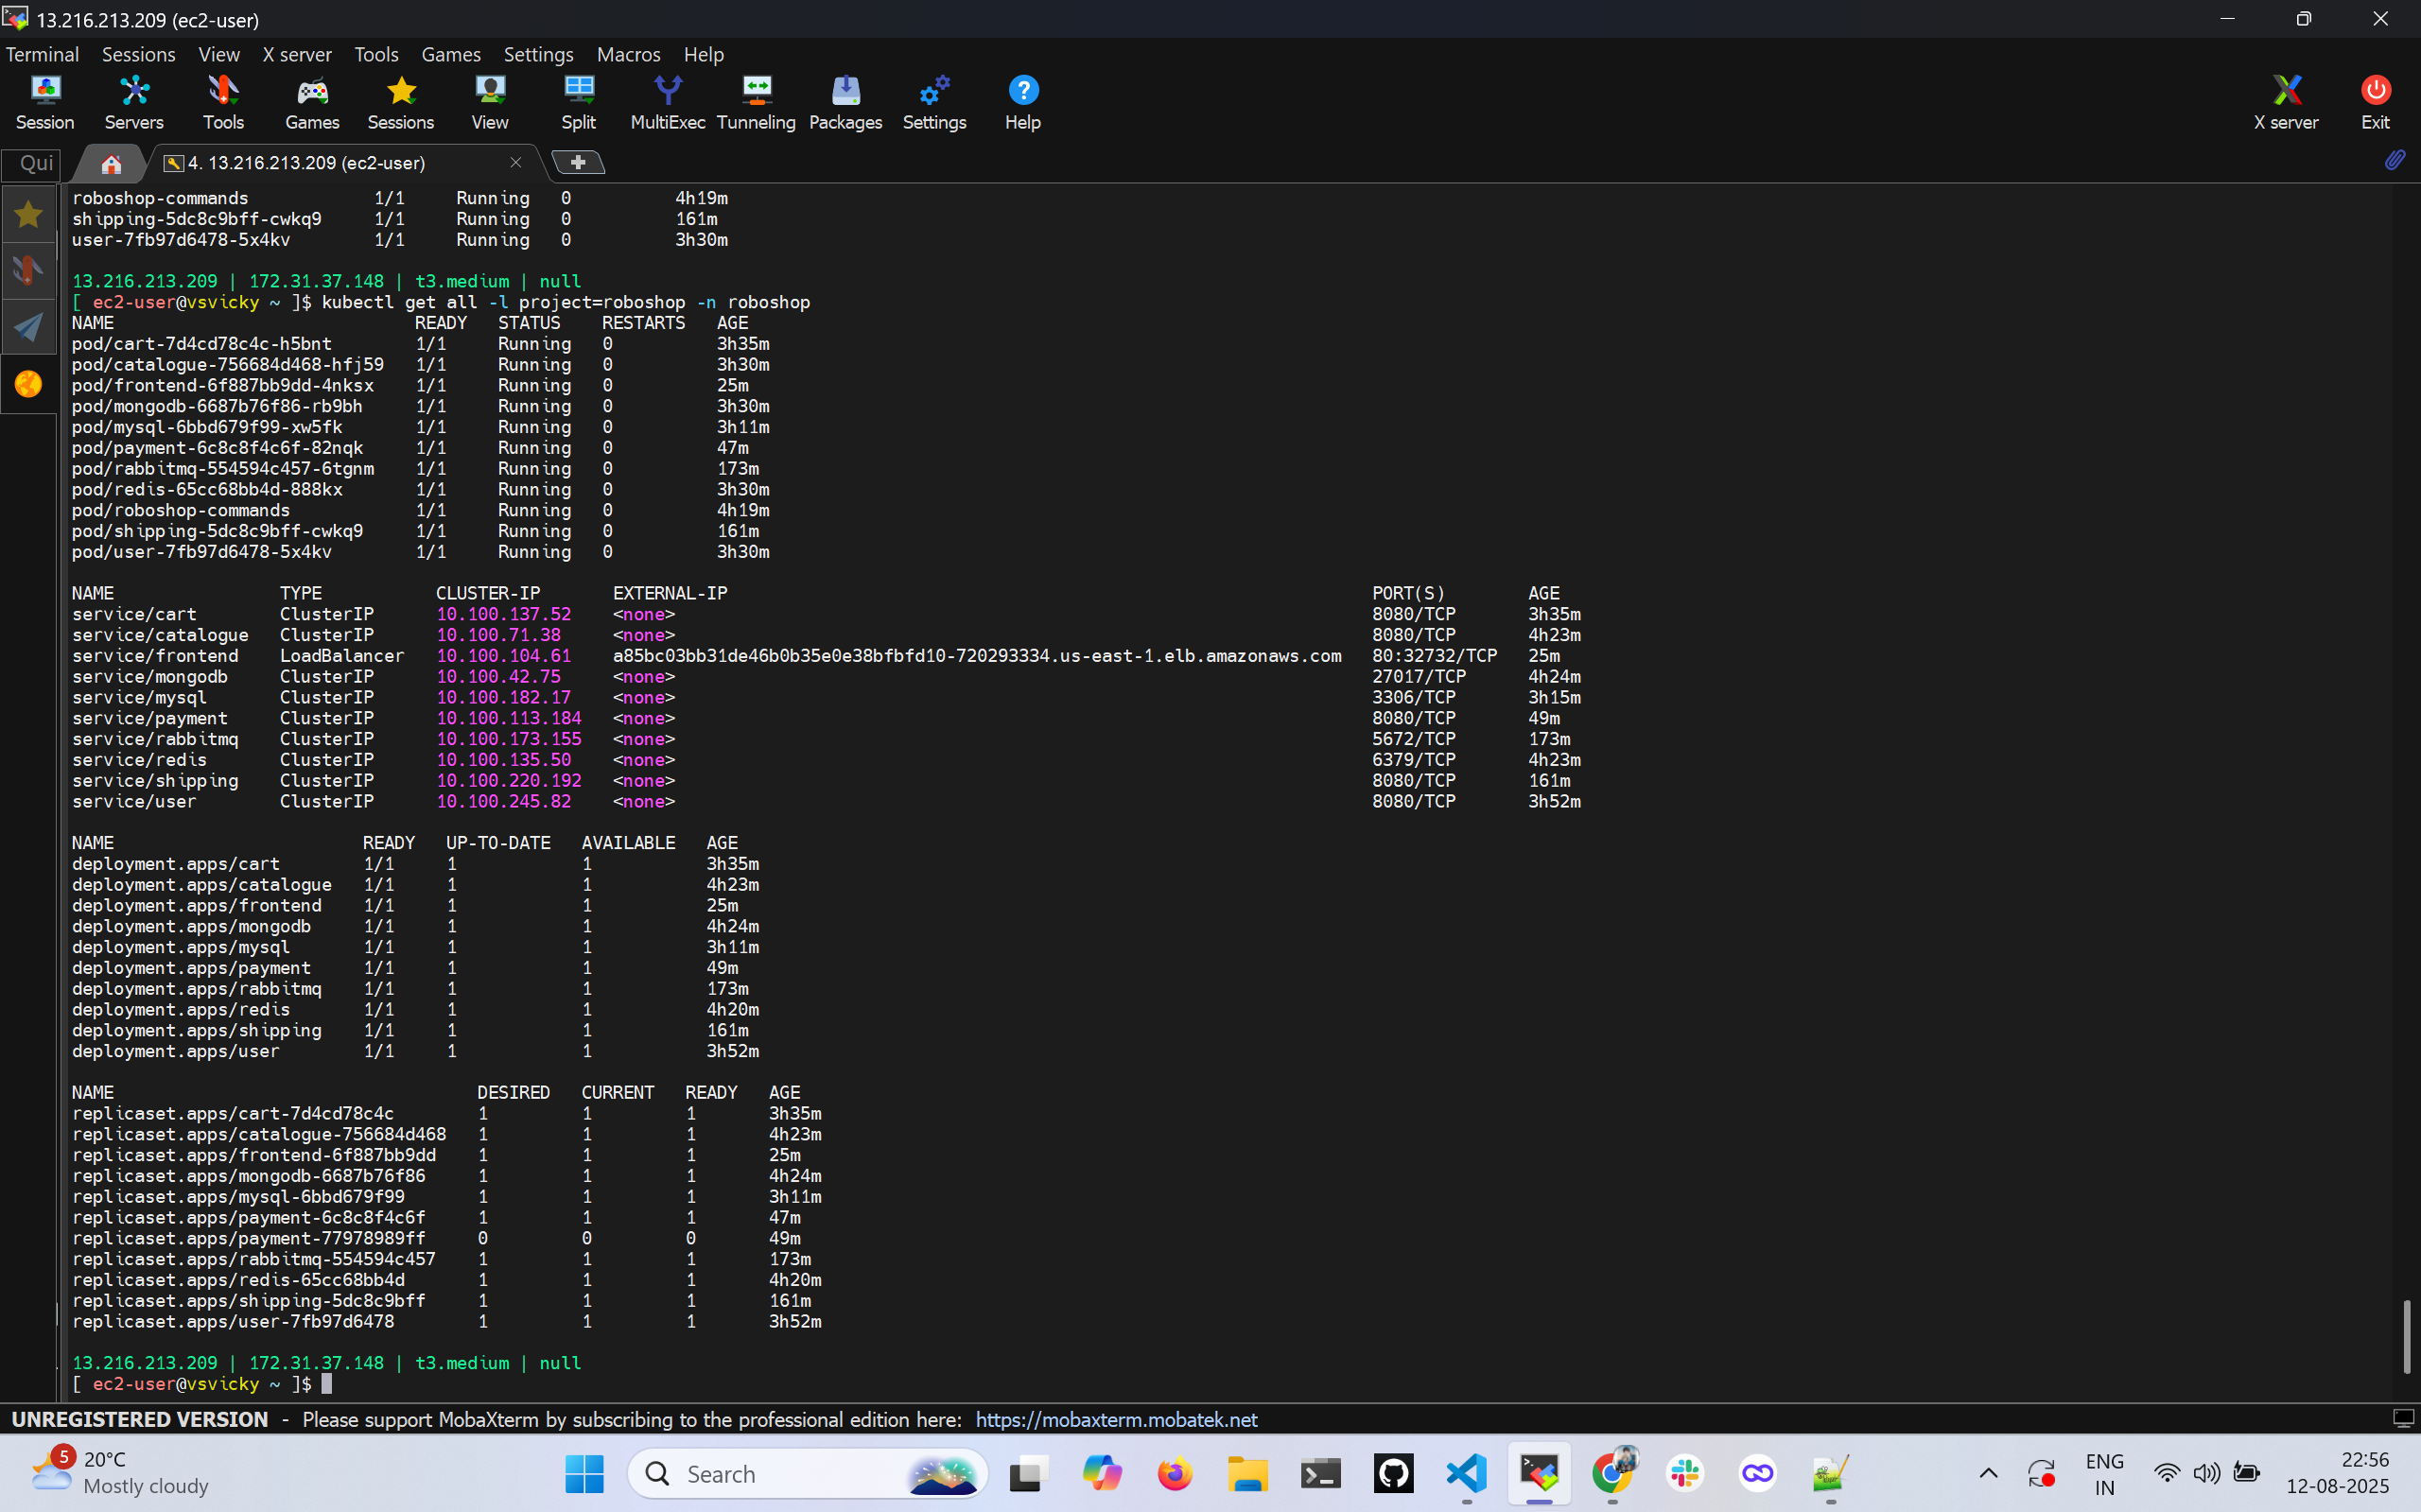 13.216.213.209 (ec2-user)
Terminal Sessions View X server Tools Games Settings Macros Help
Session Servers Tools Games Sessions View Split MultiExec Tunneling Packages Settings Help X server Exit
Qui 4. 13.216.213.209 (ec2-user)
roboshop-commands 1/1 Running 0 4h19m
shipping-5dc8c9bff-cwkq9 1/1 Running 0 161m
user-7fb97d6478-5x4kv 1/1 Running 0 3h30m
13.216.213.209 | 172.31.37.148 | t3.medium | null
[ ec2-user@vsvicky ~ ]$ kubectl get all -l project=roboshop -n roboshop
NAME READY STATUS RESTARTS AGE
pod/cart-7d4cd78c4c-h5bnt 1/1 Running 0 3h35m
pod/catalogue-756684d468-hfj59 1/1 Running 0 3h30m
pod/frontend-6f887bb9dd-4nksx 1/1 Running 0 25m
pod/mongodb-6687b76f86-rb9bh 1/1 Running 0 3h30m
pod/mysql-6bbd679f99-xw5fk 1/1 Running 0 3h11m
pod/payment-6c8c8f4c6f-82nqk 1/1 Running 0 47m
pod/rabbitmq-554594c457-6tgnm 1/1 Running 0 173m
pod/redis-65cc68bb4d-888kx 1/1 Running 0 3h30m
pod/roboshop-commands 1/1 Running 0 4h19m
pod/shipping-5dc8c9bff-cwkq9 1/1 Running 0 161m
pod/user-7fb97d6478-5x4kv 1/1 Running 0 3h30m
NAME TYPE CLUSTER-IP EXTERNAL-IP PORT(S) AGE
service/cart ClusterIP 10.100.137.52 <none> 8080/TCP 3h35m
service/catalogue ClusterIP 10.100.71.38 <none> 8080/TCP 4h23m
service/frontend LoadBalancer 10.100.104.61 a85bc03bb31de46b0b35e0e38bfbfd10-720293334.us-east-1.elb.amazonaws.com 80:32732/TCP 25m
service/mongodb ClusterIP 10.100.42.75 <none> 27017/TCP 4h24m
service/mysql ClusterIP 10.100.182.17 <none> 3306/TCP 3h15m
service/payment ClusterIP 10.100.113.184 <none> 8080/TCP 49m
service/rabbitmq ClusterIP 10.100.173.155 <none> 5672/TCP 173m
service/redis ClusterIP 10.100.135.50 <none> 6379/TCP 4h23m
service/shipping ClusterIP 10.100.220.192 <none> 8080/TCP 161m
service/user ClusterIP 10.100.245.82 <none> 8080/TCP 3h52m
NAME READY UP-TO-DATE AVAILABLE AGE
deployment.apps/cart 1/1 1 1 3h35m
deployment.apps/catalogue 1/1 1 1 4h23m
deployment.apps/frontend 1/1 1 1 25m
deployment.apps/mongodb 1/1 1 1 4h24m
deployment.apps/mysql 1/1 1 1 3h11m
deployment.apps/payment 1/1 1 1 49m
deployment.apps/rabbitmq 1/1 1 1 173m
deployment.apps/redis 1/1 1 1 4h20m
deployment.apps/shipping 1/1 1 1 161m
deployment.apps/user 1/1 1 1 3h52m
NAME DESIRED CURRENT READY AGE
replicaset.apps/cart-7d4cd78c4c 1 1 1 3h35m
replicaset.apps/catalogue-756684d468 1 1 1 4h23m
replicaset.apps/frontend-6f887bb9dd 1 1 1 25m
replicaset.apps/mongodb-6687b76f86 1 1 1 4h24m
replicaset.apps/mysql-6bbd679f99 1 1 1 3h11m
replicaset.apps/payment-6c8c8f4c6f 1 1 1 47m
replicaset.apps/payment-77978989ff 0 0 0 49m
replicaset.apps/rabbitmq-554594c457 1 1 1 173m
replicaset.apps/redis-65cc68bb4d 1 1 1 4h20m
replicaset.apps/shipping-5dc8c9bff 1 1 1 161m
replicaset.apps/user-7fb97d6478 1 1 1 3h52m
13.216.213.209 | 172.31.37.148 | t3.medium | null
[ ec2-user@vsvicky ~ ]$
UNREGISTERED VERSION - Please support MobaXterm by subscribing to the professional edition here: https://mobaxterm.mobatek.net
5 20°C Search ENG 22:56
Mostly cloudy IN 12-08-2025